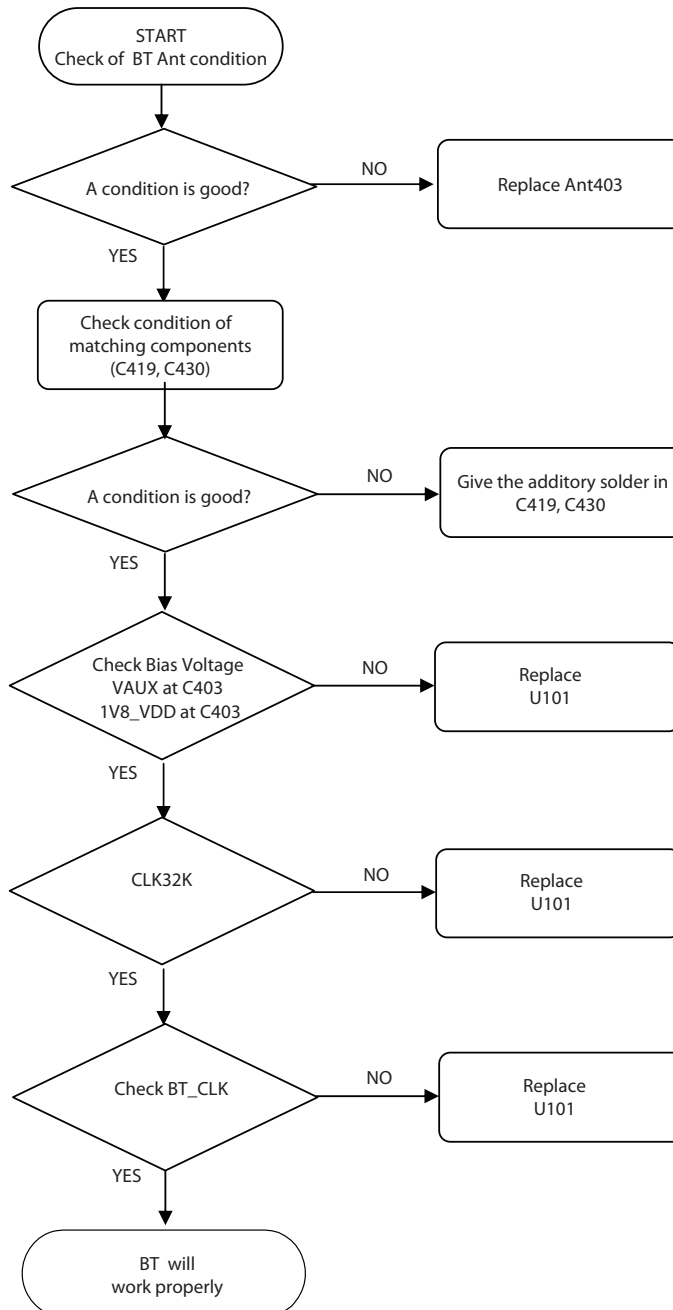 START
Check of BT Ant condition
A condition is good?
NO
Replace Ant403
YES
Check condition of
matching components
(C419, C430)
A condition is good?
NO
Give the additory solder in
C419, C430
YES
Check Bias Voltage
VAUX at C403
1V8_VDD at C403
NO
Replace
U101
YES
CLK32K
NO
Replace
U101
YES
Check BT_CLK
NO
Replace
U101
YES
BT will
work properly